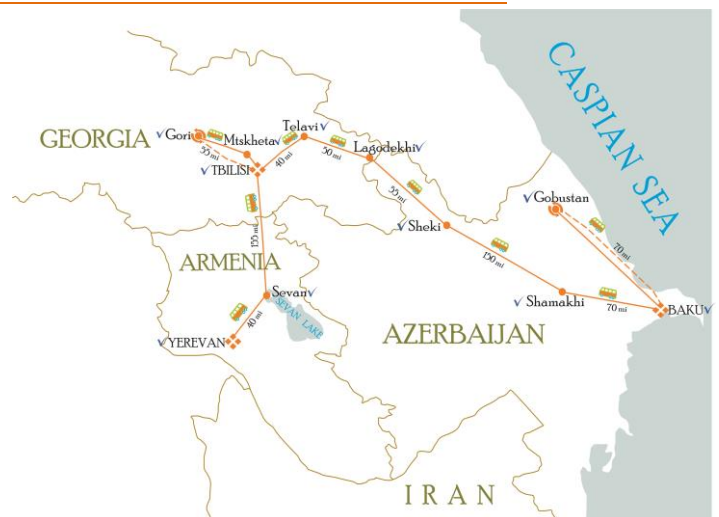 CASPIAN SEA
GEORGIA
Gori
Mtskheta
Telavi
Lagodekhi
55 mi
TBILISI
40 mi
50 mi
55 mi
Gobustan
Sheki
70 mi
155 mi
ARMENIA
150 mi
Sevan
SEVAN LAKE
Shamakhi
70 mi
BAKU
40 mi
YEREVAN
AZERBAIJAN
IRAN